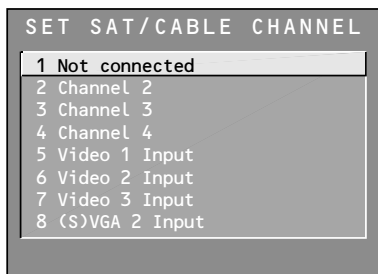 SET SAT/CABLE CHANNEL
1 Not connected
2 Channel 2
3 Channel 3
4 Channel 4
5 Video 1 Input
6 Video 2 Input
7 Video 3 Input
8 (S)VGA 2 Input